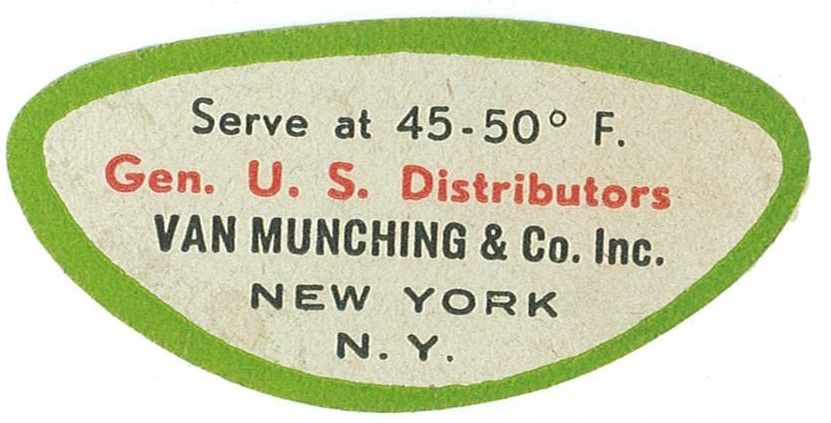 Serve at 45-50° F.
Gen. U. S. Distributors
VAN MUNCHING & Co. Inc.
NEW YORK
N. Y.